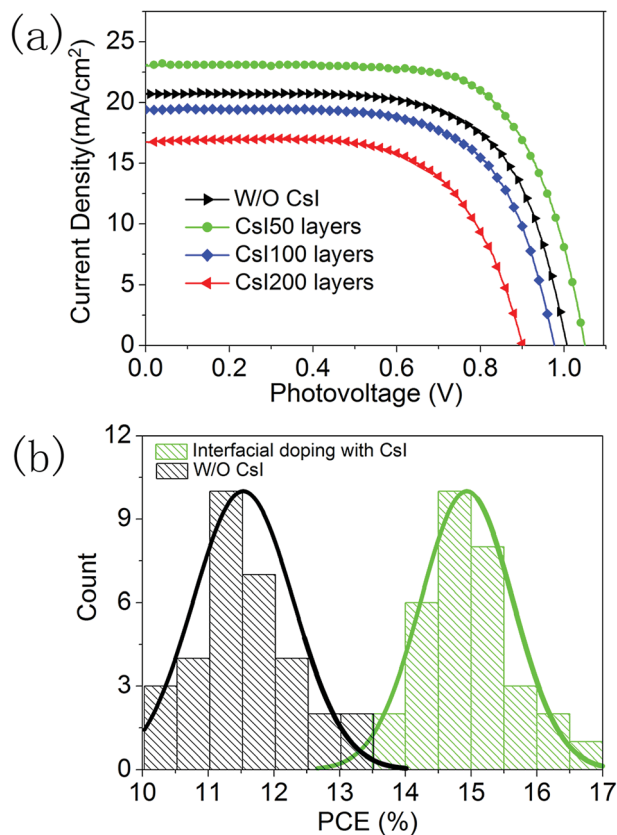 (a)
Current Density(mA/cm²)
25
20
15
10
5
0
W/O CsI
CsI50 layers
CsI100 layers
CsI200 layers
0.0 0.2 0.4 0.6 0.8 1.0
Photovoltage (V)
(b)
Count
12
9
6
3
0
Interfacial doping with CsI
W/O CsI
10 11 12 13 14 15 16 17
PCE (%)